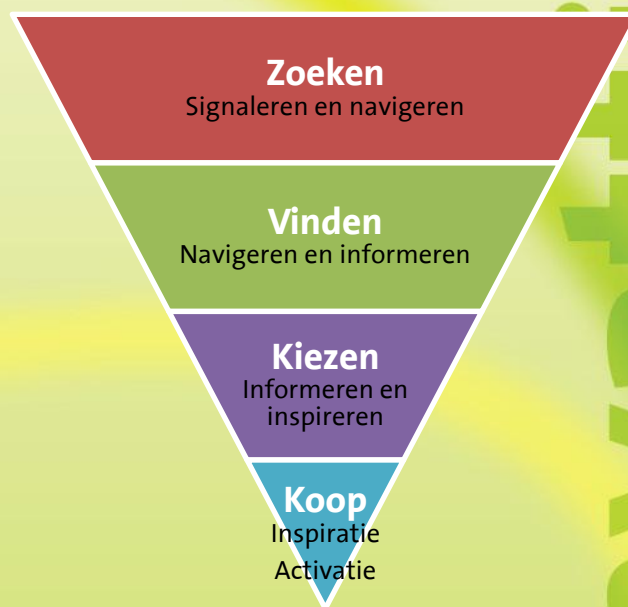 Zoeken
Signaleren en navigeren
Vinden
Navigeren en informeren
Kiezen
Informeren en
inspireren
Koop
Inspiratie
Activatie